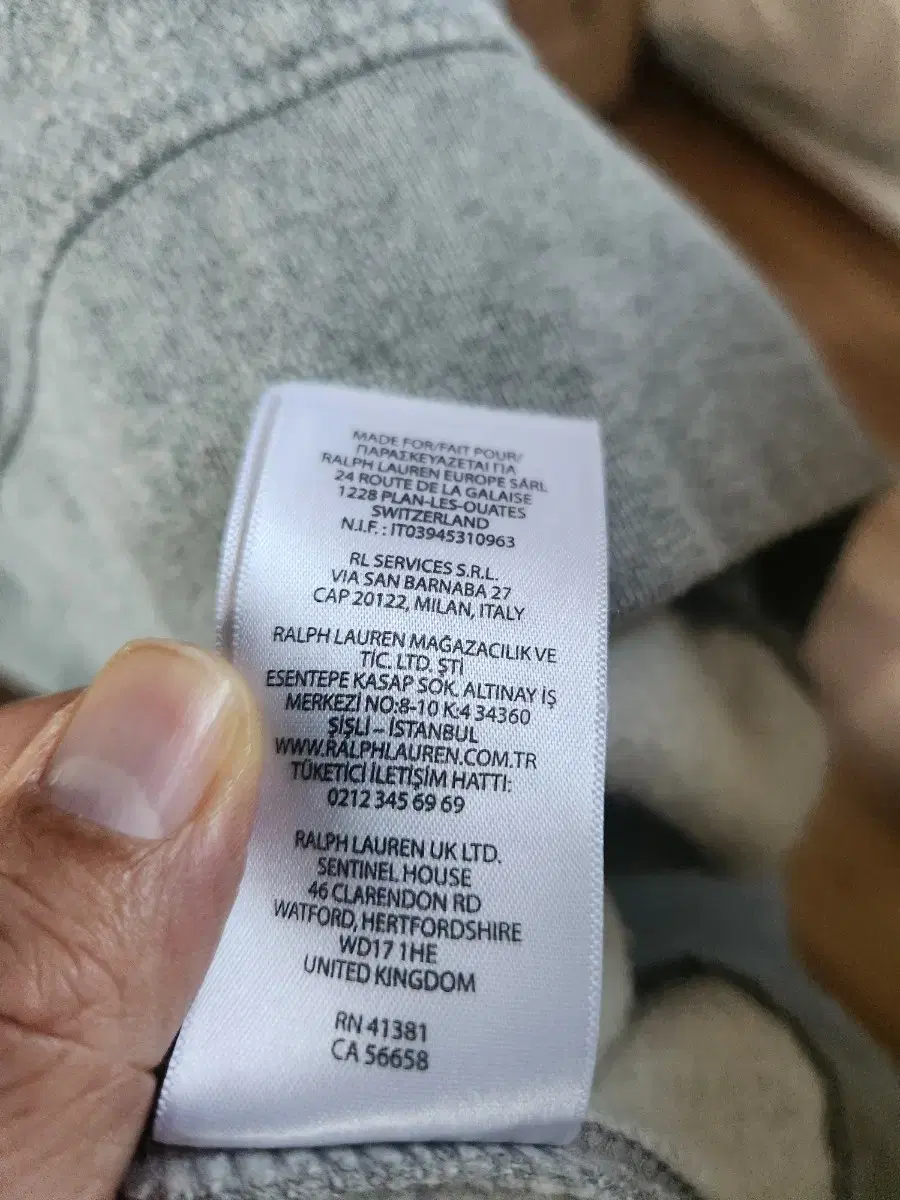 MADE FOR/FAIT POUR/
ΠΑΡΑΣΚΕΥΑΖΕΤΑΙ ΓΙΑ
RALPH LAUREN EUROPE SÀRL
24 ROUTE DE LA GALAISE
1228 PLAN-LES-OUATES
SWITZERLAND
N.I.F. : IT03945310963
RL SERVICES S.R.L.
VIA SAN BARNABA 27
CAP 20122, MILAN, ITALY
RALPH LAUREN MAĞAZACILIK VE
TİC. LTD. ŞTİ
ESENTEPE KASAP SOK. ALTINAY İŞ
MERKEZİ NO:8-10 K:4 34360
ŞİŞLİ – İSTANBUL
WWW.RALPHLAUREN.COM.TR
TÜKETİCİ İLETİŞİM HATTI:
0212 345 69 69
RALPH LAUREN UK LTD.
SENTINEL HOUSE
46 CLARENDON RD
WATFORD, HERTFORDSHIRE
WD17 1HE
UNITED KINGDOM
RN 41381
CA 56658